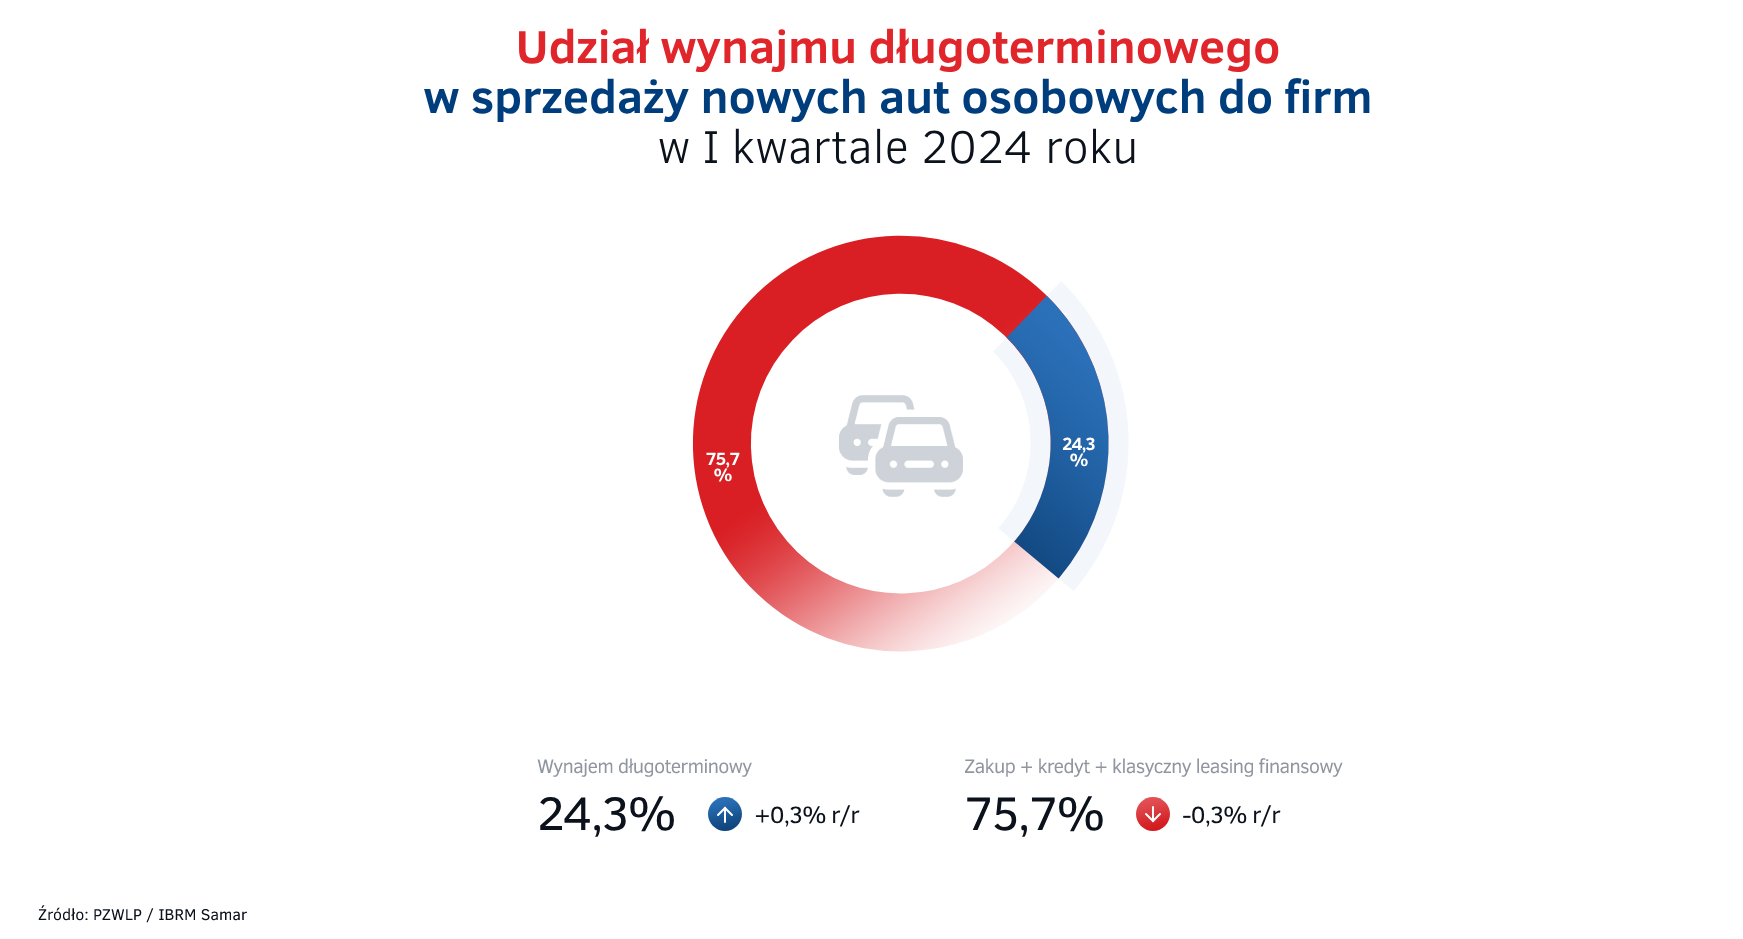 Udział wynajmu długoterminowego
w sprzedaży nowych aut osobowych do firm
w I kwartale 2024 roku
75,7
%
24,3
%
Wynajem długoterminowy
24,3%
+0,3% r/r
Zakup + kredyt + klasyczny leasing finansowy
75,7%
-0,3% r/r
Źródło: PZWLP / IBRM Samar